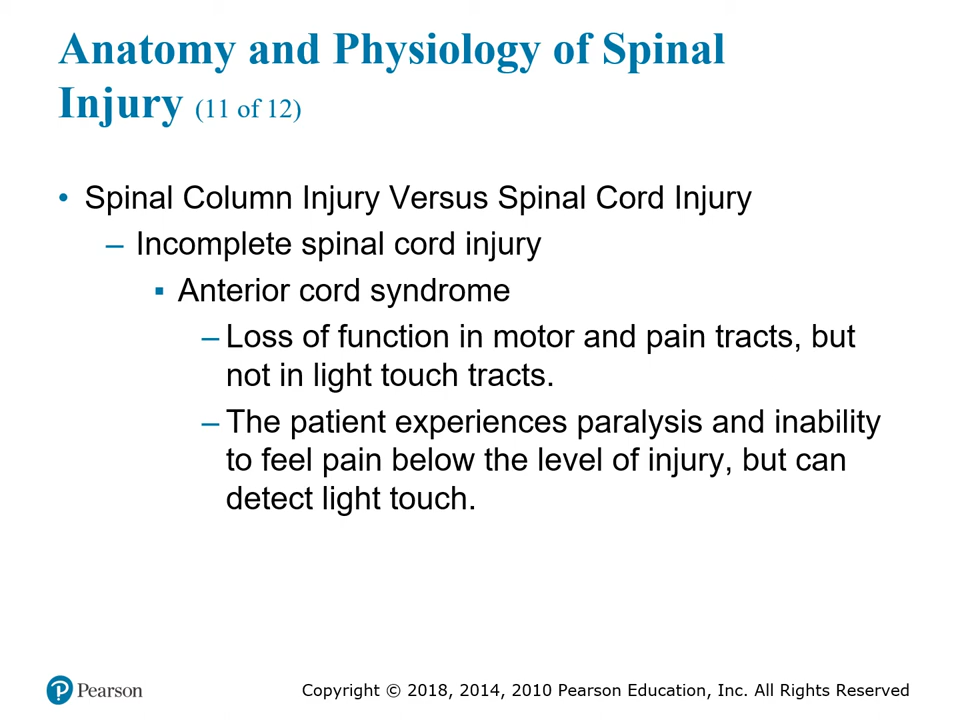 Anatomy and Physiology of Spinal
Injury (11 of 12)
• Spinal Column Injury Versus Spinal Cord Injury
– Incomplete spinal cord injury
▪ Anterior cord syndrome
– Loss of function in motor and pain tracts, but
not in light touch tracts.
– The patient experiences paralysis and inability
to feel pain below the level of injury, but can
detect light touch.
Pearson
Copyright © 2018, 2014, 2010 Pearson Education, Inc. All Rights Reserved